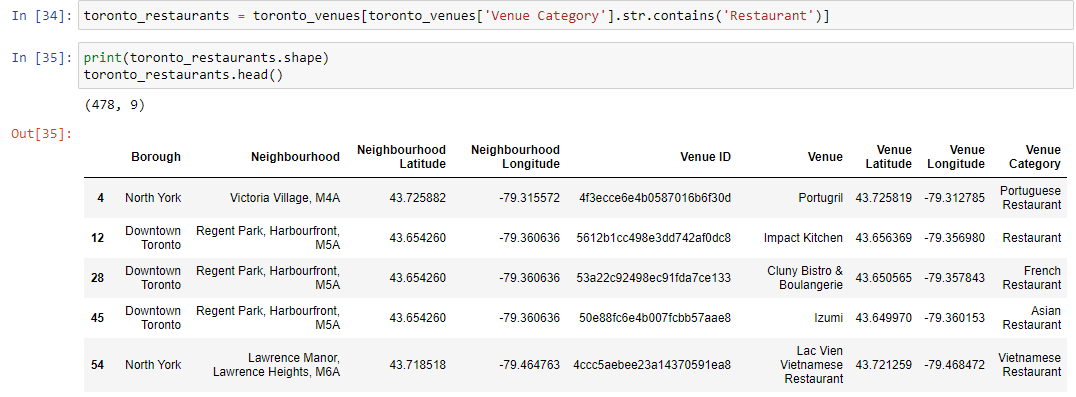 In [34]: toronto_restaurants = toronto_venues[toronto_venues['Venue Category'].str.contains('Restaurant')]
In [35]: print(toronto_restaurants.shape)
toronto_restaurants.head()
(478, 9)
Out[35]:
Borough Neighbourhood Neighbourhood Latitude Neighbourhood Longitude Venue ID Venue Venue Latitude Venue Longitude Venue Category
4 North York Victoria Village, M4A 43.725882 -79.315572 4f3ecce6e4b0587016b6f30d Portugril 43.725819 -79.312785 Portuguese Restaurant
12 Downtown Toronto Regent Park, Harbourfront, M5A 43.654260 -79.360636 5612b1cc498e3dd742af0dc8 Impact Kitchen 43.656369 -79.356980 Restaurant
28 Downtown Toronto Regent Park, Harbourfront, M5A 43.654260 -79.360636 53a22c92498ec91fda7ce133 Cluny Bistro & Boulangerie 43.650565 -79.357843 French Restaurant
45 Downtown Toronto Regent Park, Harbourfront, M5A 43.654260 -79.360636 50e88fc6e4b007fcbb57aae8 Izumi 43.649970 -79.360153 Asian Restaurant
54 North York Lawrence Manor, Lawrence Heights, M6A 43.718518 -79.464763 4ccc5aebee23a14370591ea8 Lac Vien Vietnamese Restaurant 43.721259 -79.468472 Vietnamese Restaurant